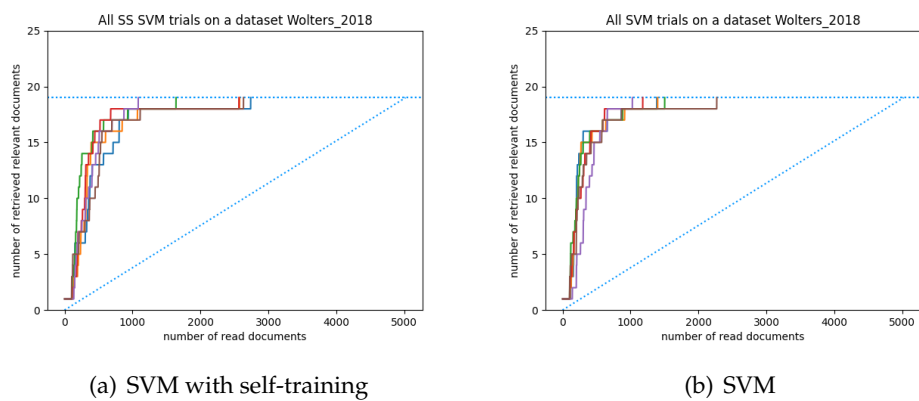 All SS SVM trials on a dataset Wolters_2018
25
20
15
10
5
0
number of retrieved relevant documents
0 1000 2000 3000 4000 5000
number of read documents
(a) SVM with self-training
All SVM trials on a dataset Wolters_2018
25
20
15
10
5
0
number of retrieved relevant documents
0 1000 2000 3000 4000 5000
number of read documents
(b) SVM